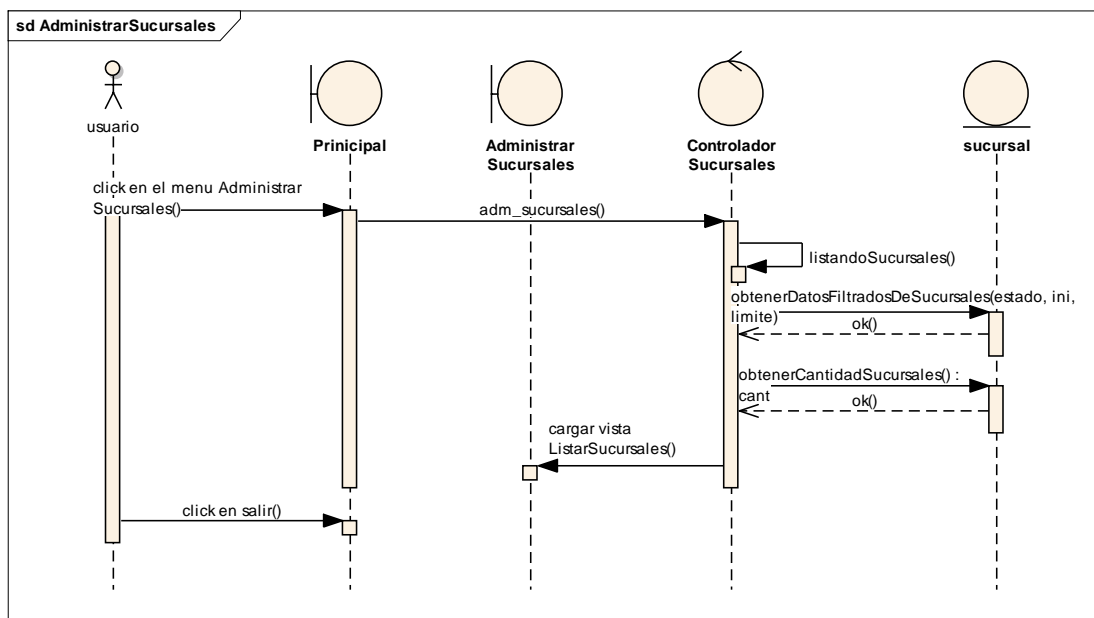 sd AdministrarSucursales
usuario
Prinicipal
Administrar
Sucursales
Controlador
Sucursales
sucursal
click en el menu Administrar
Sucursales()
adm_sucursales()
listandoSucursales()
obtenerDatosFiltradosDeSucursales(estado, ini,
limite)
ok()
obtenerCantidadSucursales() :
cant
ok()
cargar vista
ListarSucursales()
click en salir()